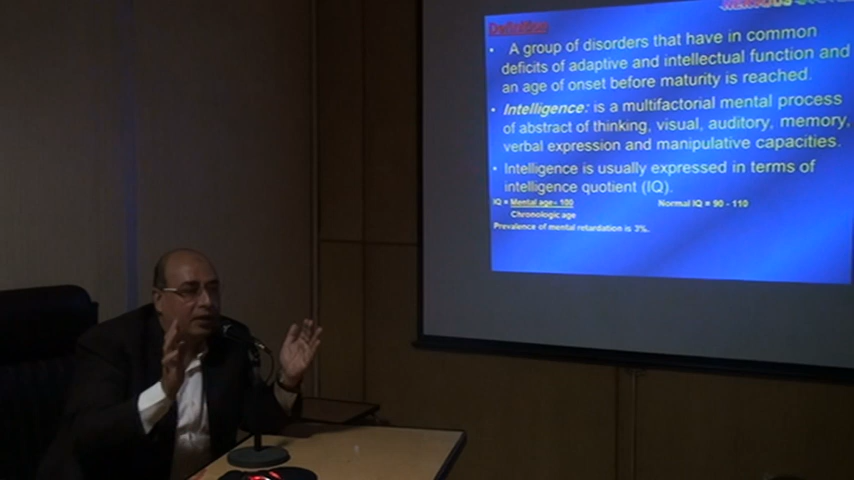 Definition
• A group of disorders that have in common
deficits of adaptive and intellectual function and
an age of onset before maturity is reached.
• Intelligence: is a multifactorial mental process
of abstract of thinking, visual, auditory, memory,
verbal expression and manipulative capacities.
• Intelligence is usually expressed in terms of
intelligence quotient (IQ).
IQ = Mental age× 100 Normal IQ = 90 - 110
Chronologic age
Prevalence of mental retardation is 3%.